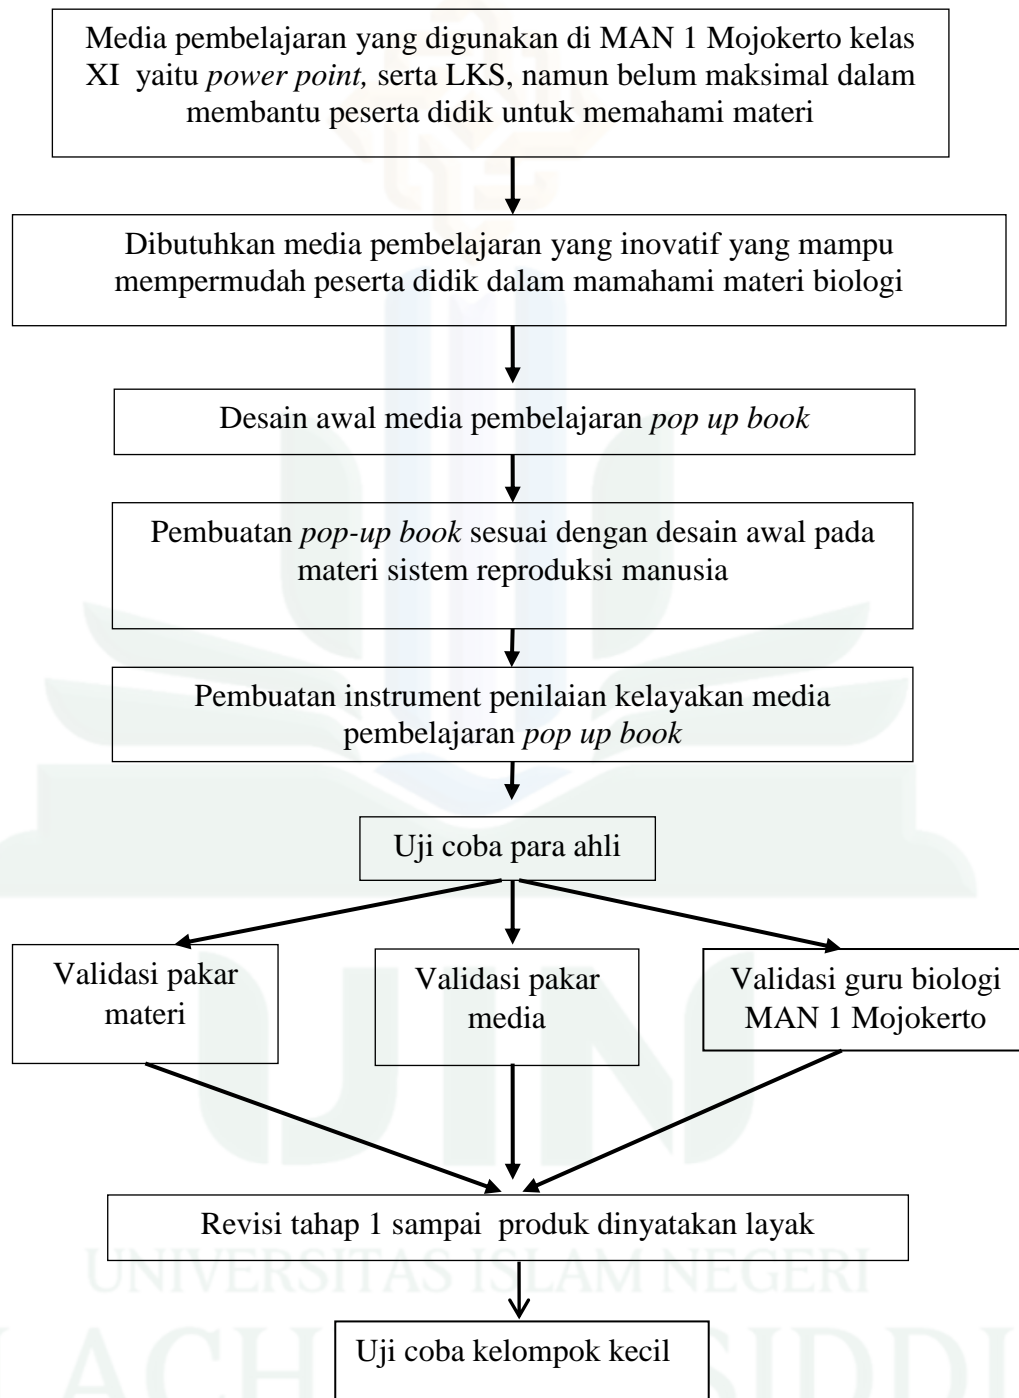 Media pembelajaran yang digunakan di MAN 1 Mojokerto kelas
XI yaitu power point, serta LKS, namun belum maksimal dalam
membantu peserta didik untuk memahami materi
Dibutuhkan media pembelajaran yang inovatif yang mampu
mempermudah peserta didik dalam mamahami materi biologi
Desain awal media pembelajaran pop up book
Pembuatan pop-up book sesuai dengan desain awal pada
materi sistem reproduksi manusia
Pembuatan instrument penilaian kelayakan media
pembelajaran pop up book
Uji coba para ahli
Validasi pakar
materi
Validasi pakar
media
Validasi guru biologi
MAN 1 Mojokerto
UIN
Revisi tahap 1 sampai produk dinyatakan layak
UNIVERSITAS ISLAM NEGERI
Uji coba kelompok kecil